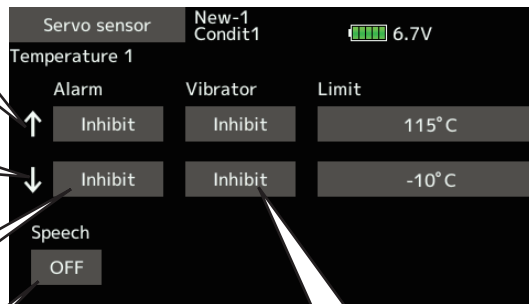 Servo sensor
New-1
Condit1
6.7V
Temperature 1
Alarm Vibrator Limit
↑ Inhibit Inhibit 115°C
↓ Inhibit Inhibit -10°C
Speech
OFF